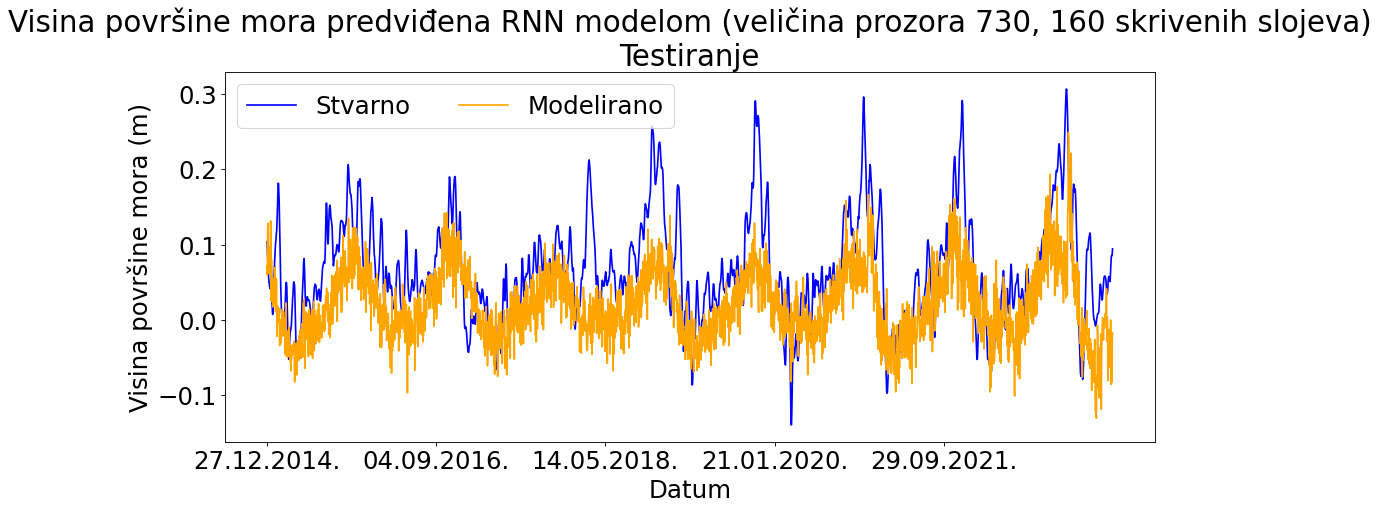 Visina površine mora predviđena RNN modelom (veličina prozora 730, 160 skrivenih slojeva)
Testiranje
Stvarno Modelirano
Visina površine mora (m)
0.3
0.2
0.1
0.0
−0.1
27.12.2014. 04.09.2016. 14.05.2018. 21.01.2020. 29.09.2021.
Datum